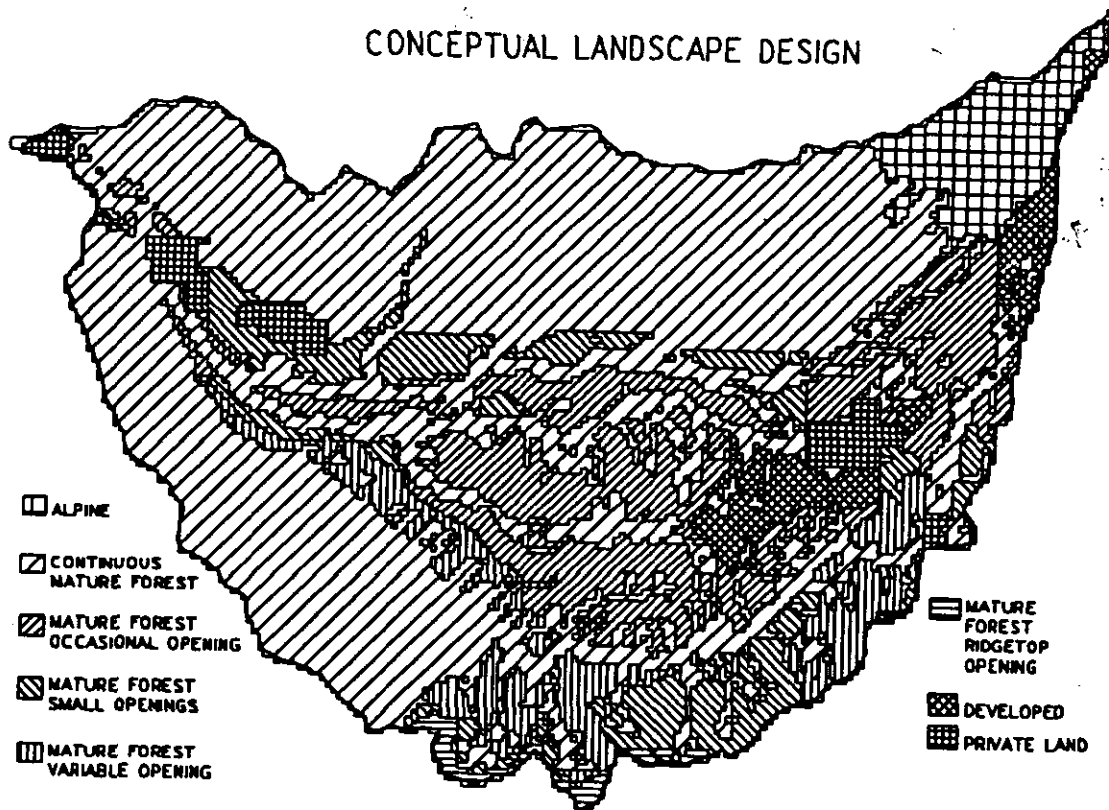 CONCEPTUAL LANDSCAPE DESIGN
ALPINE
CONTINUOUS
NATURE FOREST
MATURE FOREST
OCCASIONAL OPENING
MATURE FOREST
SMALL OPENINGS
MATURE FOREST
VARIABLE OPENING
MATURE
FOREST
RIDGETOP
OPENING
DEVELOPED
PRIVATE LAND